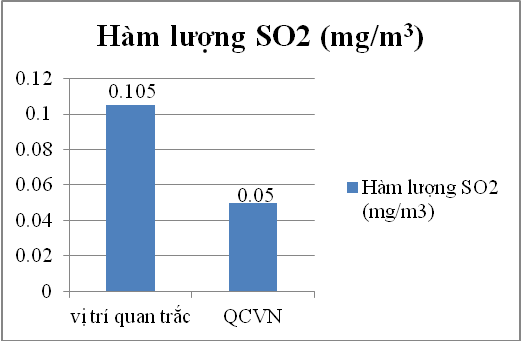 Hàm lượng SO2 (mg/m³)
0.12
0.1
0.08
0.06
0.04
0.02
0
0.105
0.05
vị trí quan trắc
QCVN
Hàm lượng SO2
(mg/m3)